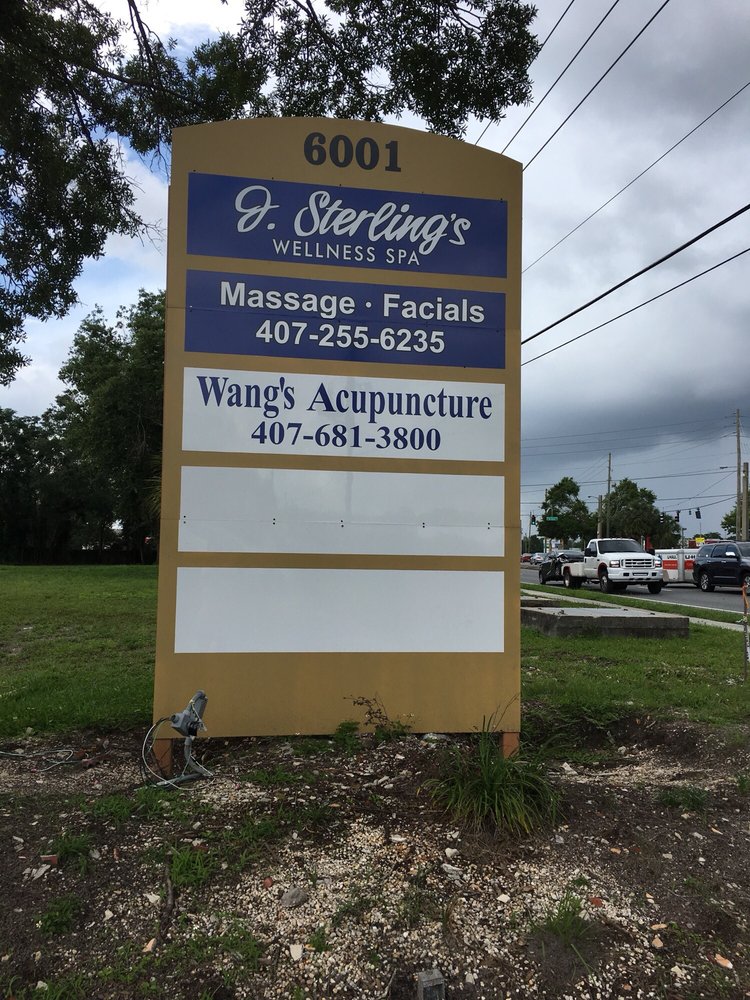 6001
J. Sterling's
WELLNESS SPA
Massage · Facials
407-255-6235
Wang's Acupuncture
407-681-3800